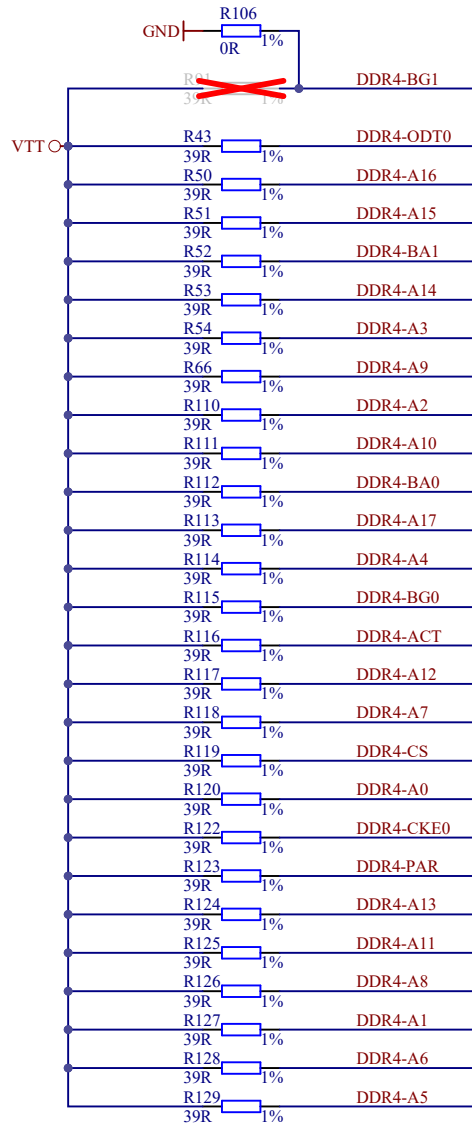 R106
GND
0R 1%
DDR4-BG1
39R 1%
VTT
R43 DDR4-ODT0
39R 1%
R50 DDR4-A16
39R 1%
R51 DDR4-A15
39R 1%
R52 DDR4-BA1
39R 1%
R53 DDR4-A14
39R 1%
R54 DDR4-A3
39R 1%
R66 DDR4-A9
39R 1%
R110 DDR4-A2
39R 1%
R111 DDR4-A10
39R 1%
R112 DDR4-BA0
39R 1%
R113 DDR4-A17
39R 1%
R114 DDR4-A4
39R 1%
R115 DDR4-BG0
39R 1%
R116 DDR4-ACT
39R 1%
R117 DDR4-A12
39R 1%
R118 DDR4-A7
39R 1%
R119 DDR4-CS
39R 1%
R120 DDR4-A0
39R 1%
R122 DDR4-CKE0
39R 1%
R123 DDR4-PAR
39R 1%
R124 DDR4-A13
39R 1%
R125 DDR4-A11
39R 1%
R126 DDR4-A8
39R 1%
R127 DDR4-A1
39R 1%
R128 DDR4-A6
39R 1%
R129 DDR4-A5
39R 1%